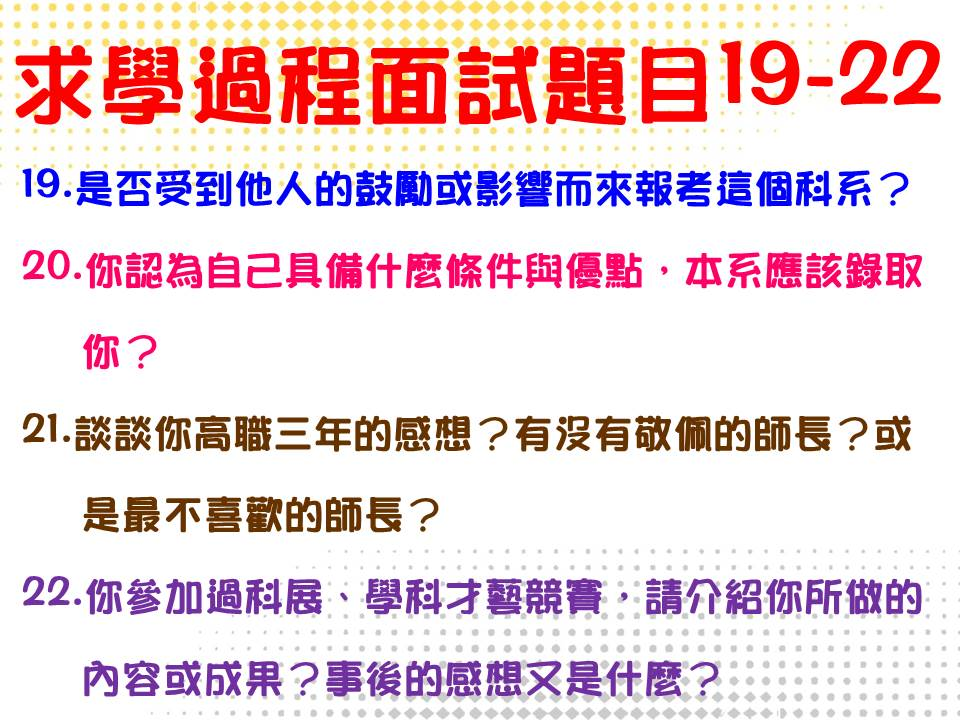 求學過程面試題目19-22
19.是否受到他人的鼓勵或影響而來報考這個科系？
20.你認為自己具備什麼條件與優點，本系應該錄取
你？
21.談談你高職三年的感想？有沒有敬佩的師長？或
是最不喜歡的師長？
22.你參加過科展、學科才藝競賽，請介紹你所做的
內容或成果？事後的感想又是什麼？